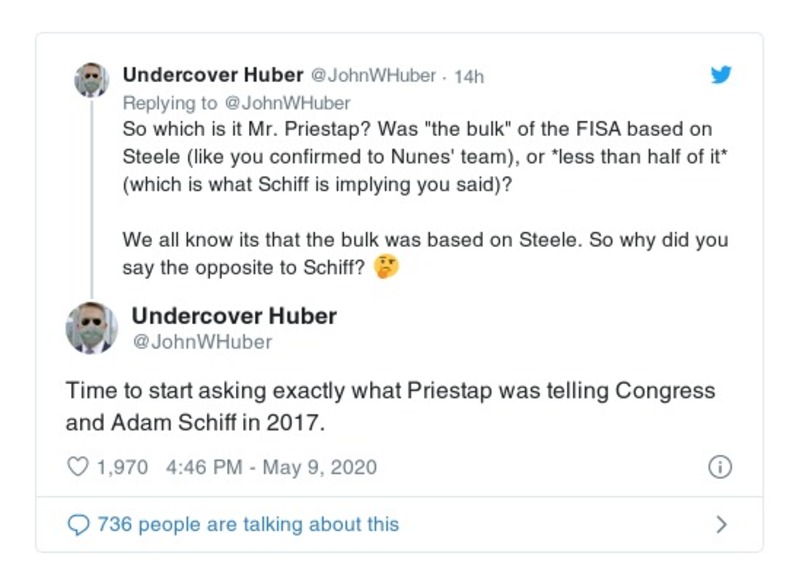 Undercover Huber @JohnWHuber · 14h
Replying to @JohnWHuber
So which is it Mr. Priestap? Was "the bulk" of the FISA based on
Steele (like you confirmed to Nunes' team), or *less than half of it*
(which is what Schiff is implying you said)?
We all know its that the bulk was based on Steele. So why did you
say the opposite to Schiff? 🤔
Undercover Huber
@JohnWHuber
Time to start asking exactly what Priestap was telling Congress
and Adam Schiff in 2017.
1,970 4:46 PM - May 9, 2020
736 people are talking about this